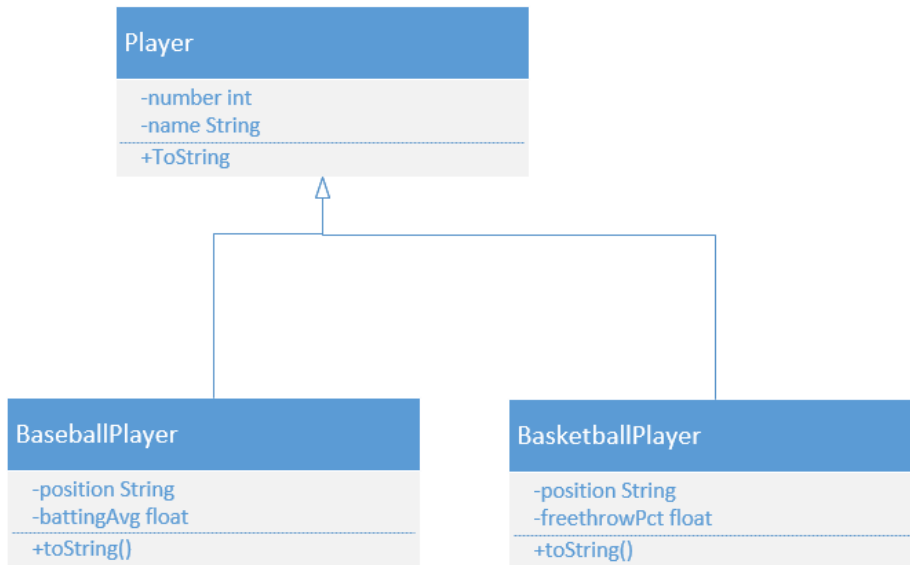 Player
-number int
-name String
+ToString
BaseballPlayer
-position String
-battingAvg float
+toString()
BasketballPlayer
-position String
-freethrowPct float
+toString()